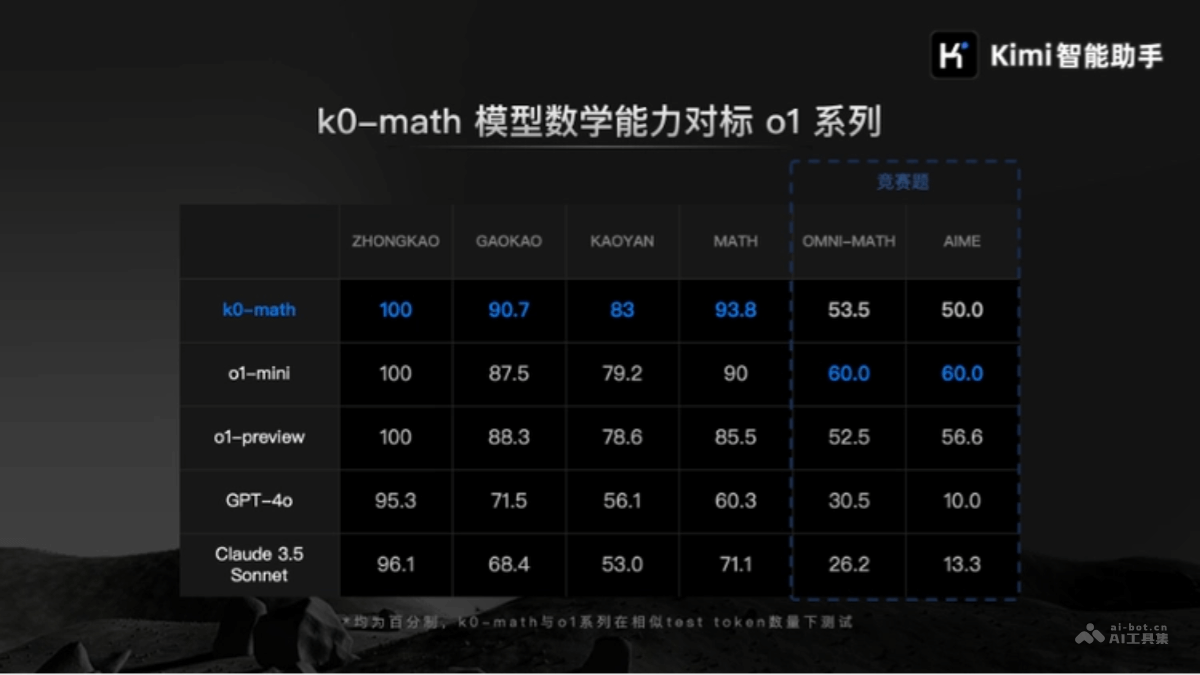 Kimi智能助手
k0-math 模型数学能力对标 o1 系列
竞赛题
ZHONGKAO GAOKAO KAOYAN MATH OMNI-MATH AIME
k0-math 100 90.7 83 93.8 53.5 50.0
o1-mini 100 87.5 79.2 90 60.0 60.0
o1-preview 100 88.3 78.6 85.5 52.5 56.6
GPT-4o 95.3 71.5 56.1 60.3 30.5 10.0
Claude 3.5
Sonnet 96.1 68.4 53.0 71.1 26.2 13.3
*均为百分制，k0-math与o1系列在相似test token数量下测试
ai-bot.cn
AI工具集